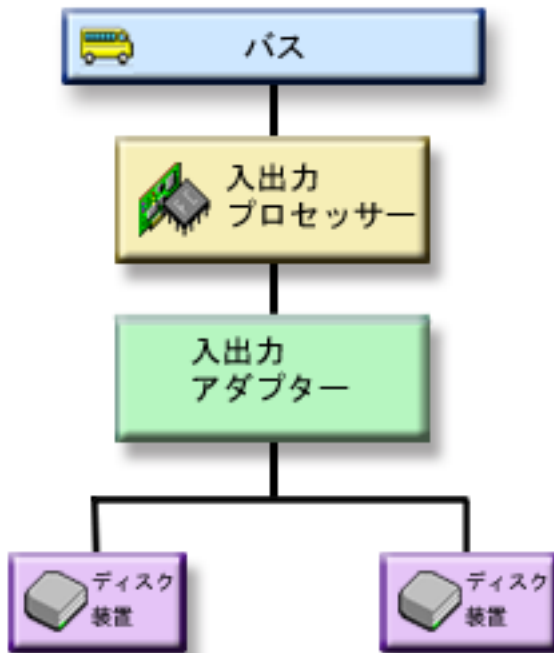 バス
入出力
プロセッサー
入出力
アダプター
ディスク
装置
ディスク
装置